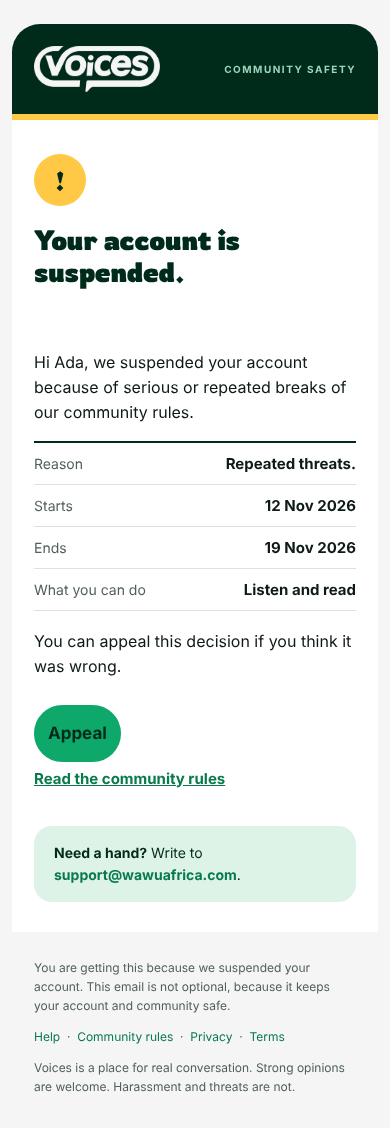 Voices
COMMUNITY SAFETY
!
Your account is
suspended.
Hi Ada, we suspended your account
because of serious or repeated breaks of
our community rules.
Reason Repeated threats.
Starts 12 Nov 2026
Ends 19 Nov 2026
What you can do Listen and read
You can appeal this decision if you think it
was wrong.
Appeal
Read the community rules
Need a hand? Write to
support@wawuafrica.com.
You are getting this because we suspended your
account. This email is not optional, because it keeps
your account and community safe.
Help · Community rules · Privacy · Terms
Voices is a place for real conversation. Strong opinions
are welcome. Harassment and threats are not.